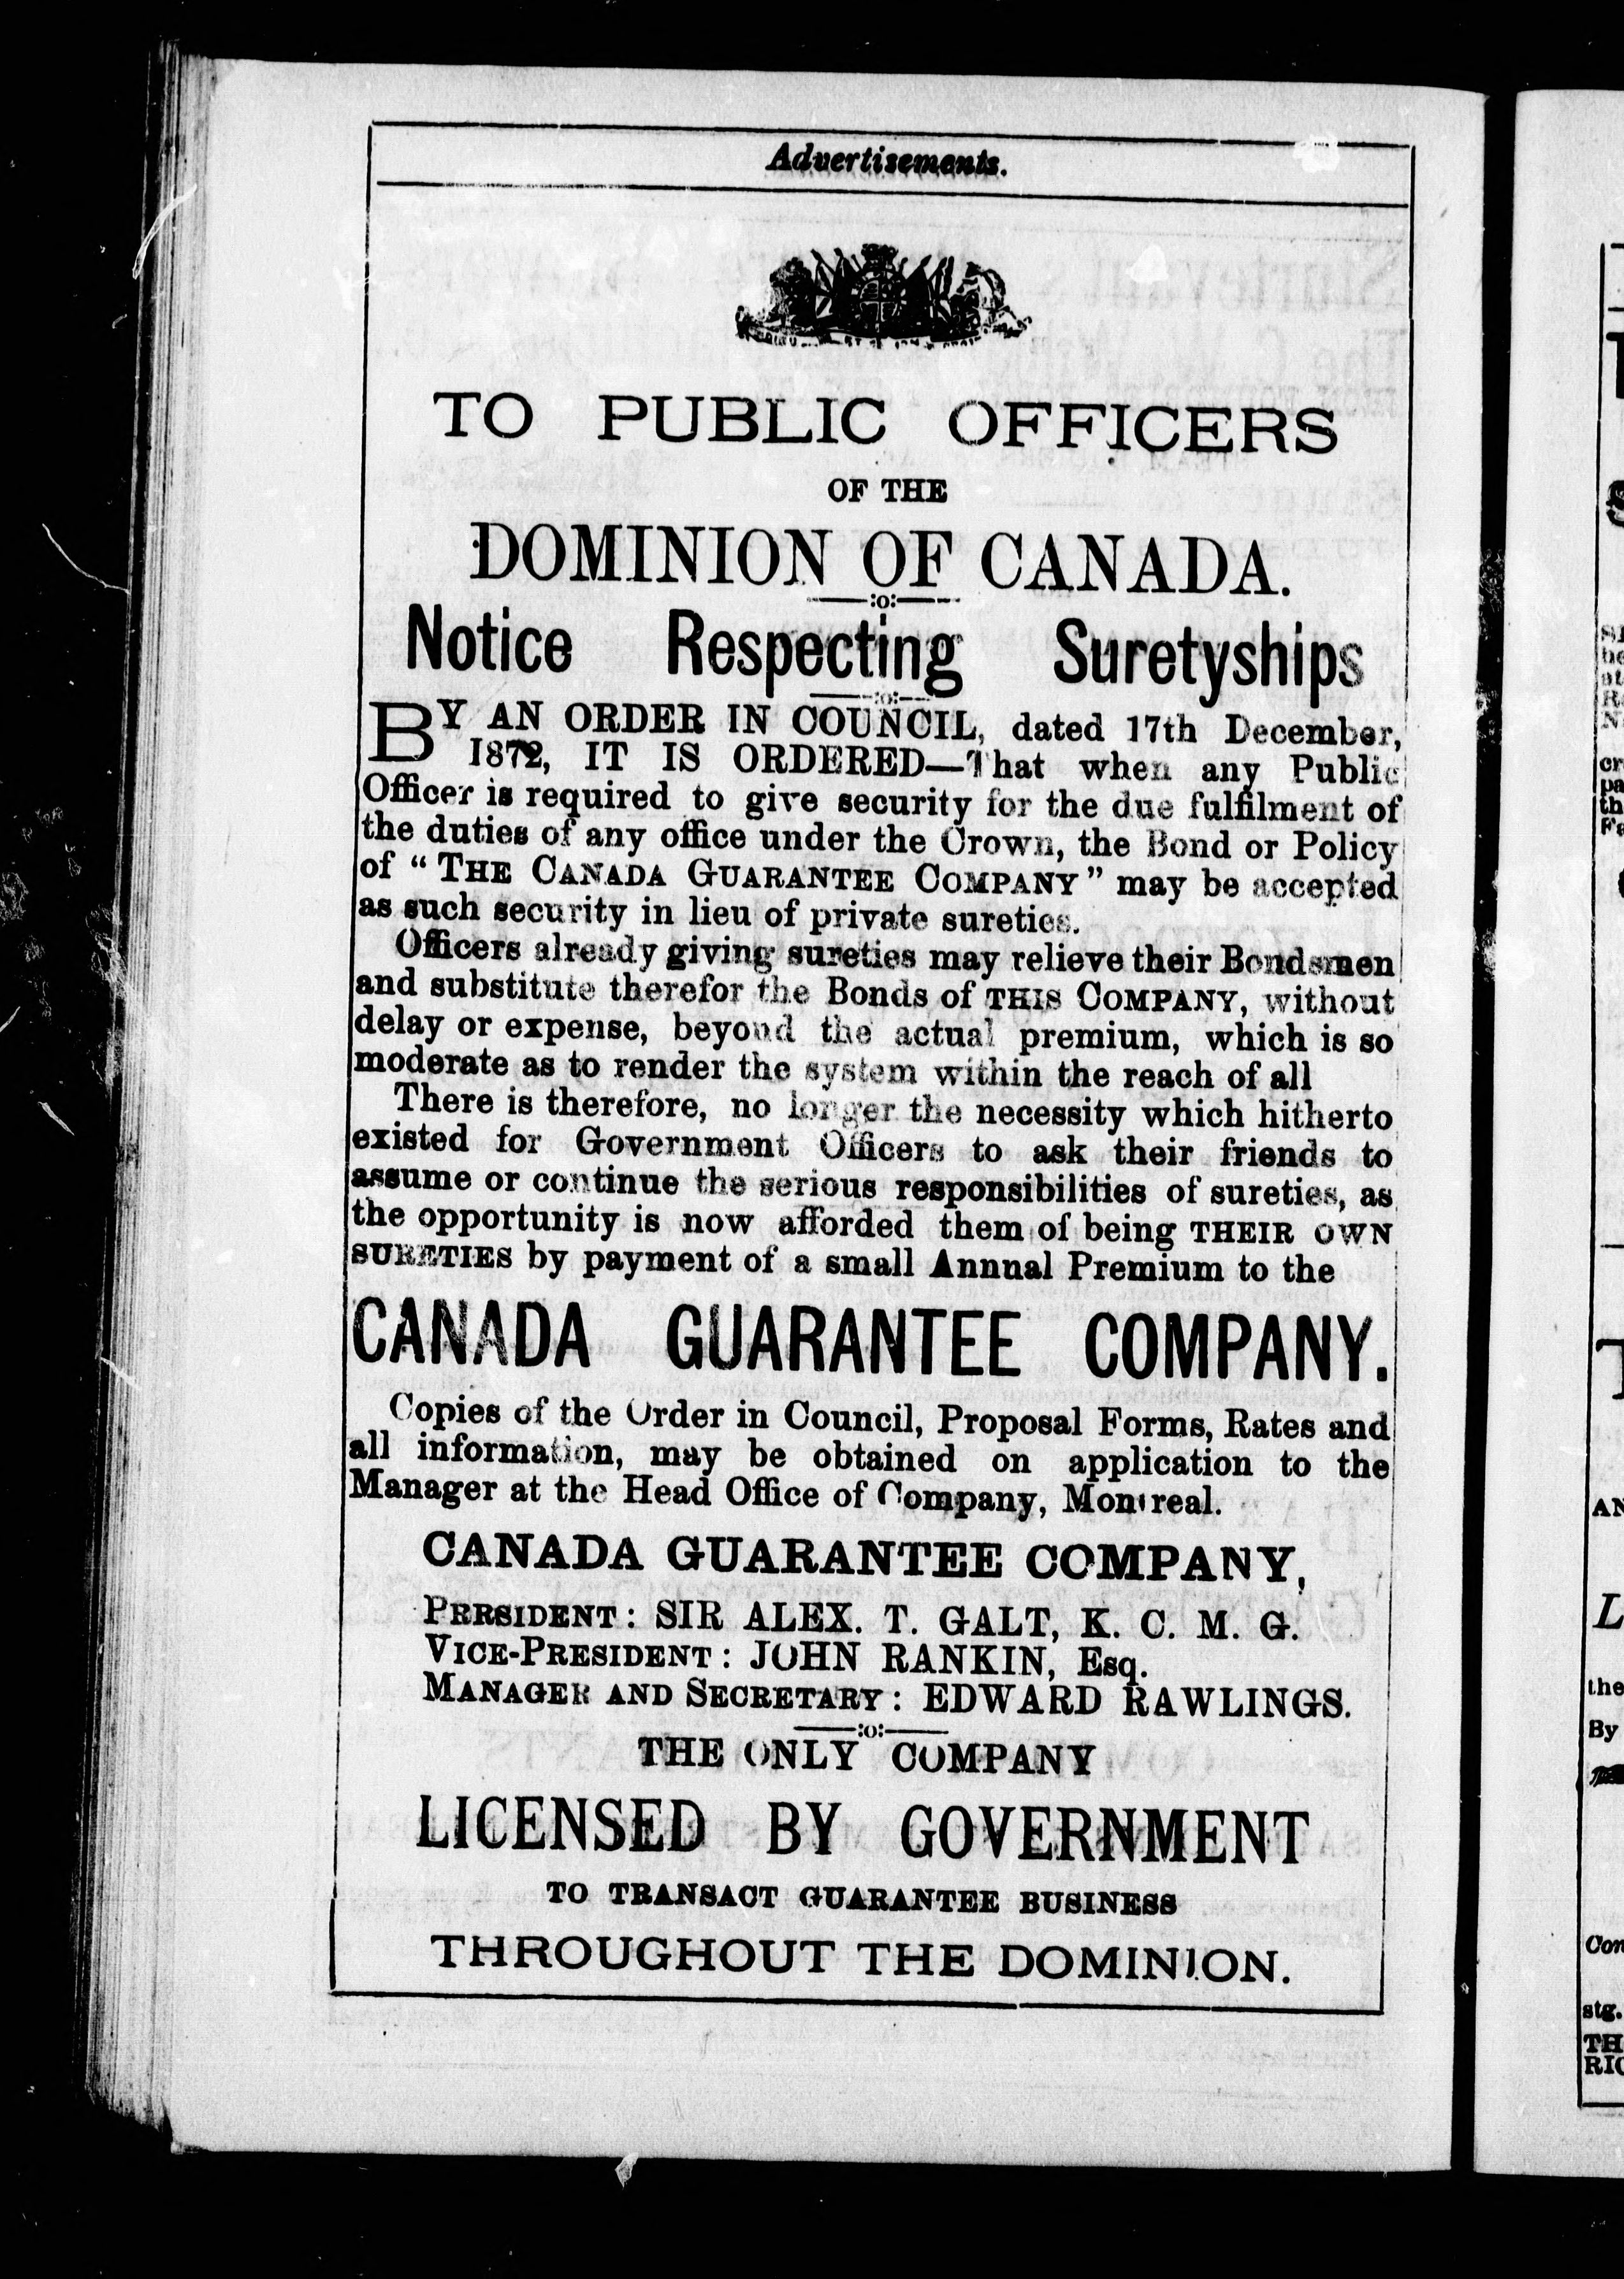 Advertisements.
TO PUBLIC OFFICERS
OF THE
DOMINION OF CANADA.
—:o:—
Notice Respecting Suretyships
—:o:—
BY AN ORDER IN COUNCIL, dated 17th December,
1872, IT IS ORDERED—That when any Public
Officer is required to give security for the due fulfilment of
the duties of any office under the Crown, the Bond or Policy
of "THE CANADA GUARANTEE COMPANY" may be accepted
as such security in lieu of private sureties.
Officers already giving sureties may relieve their Bondsmen
and substitute therefor the Bonds of THIS COMPANY, without
delay or expense, beyond the actual premium, which is so
moderate as to render the system within the reach of all
There is therefore, no longer the necessity which hitherto
existed for Government Officers to ask their friends to
assume or continue the serious responsibilities of sureties, as
the opportunity is now afforded them of being THEIR OWN
SURETIES by payment of a small Annnal Premium to the
CANADA GUARANTEE COMPANY.
Copies of the Order in Council, Proposal Forms, Rates and
all information, may be obtained on application to the
Manager at the Head Office of Company, Montreal.
CANADA GUARANTEE COMPANY,
PRESIDENT: SIR ALEX. T. GALT, K. C. M. G.
VICE-PRESIDENT: JOHN RANKIN, Esq.
MANAGER AND SECRETARY: EDWARD RAWLINGS.
—:o:—
THE ONLY COMPANY
LICENSED BY GOVERNMENT
TO TRANSACT GUARANTEE BUSINESS
THROUGHOUT THE DOMINION.
the
By
stg.